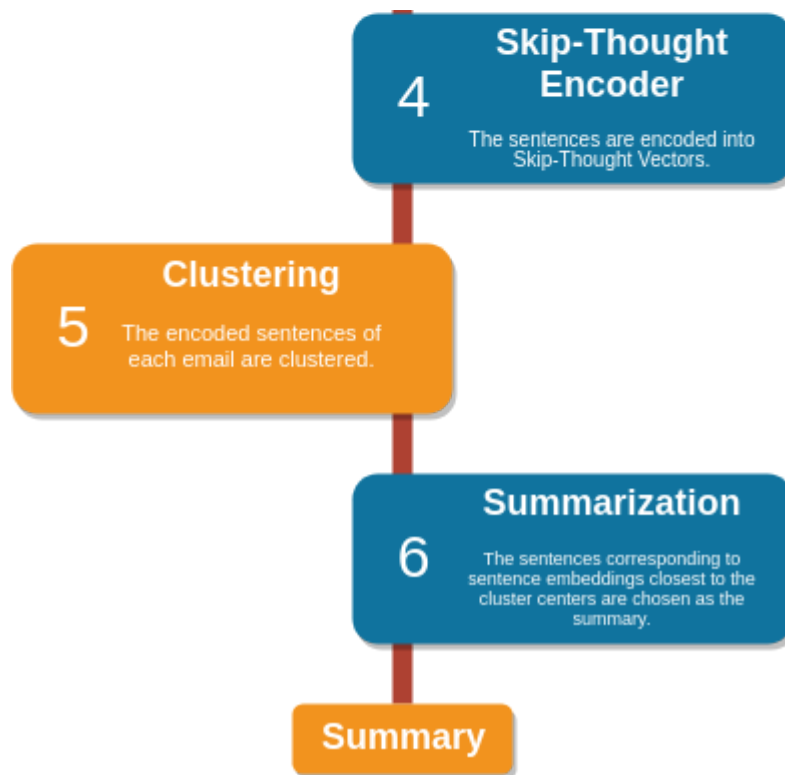 Skip-Thought
Encoder
4
The sentences are encoded into
Skip-Thought Vectors.
Clustering
5
The encoded sentences of
each email are clustered.
Summarization
6
The sentences corresponding to
sentence embeddings closest to the
cluster centers are chosen as the
summary.
Summary